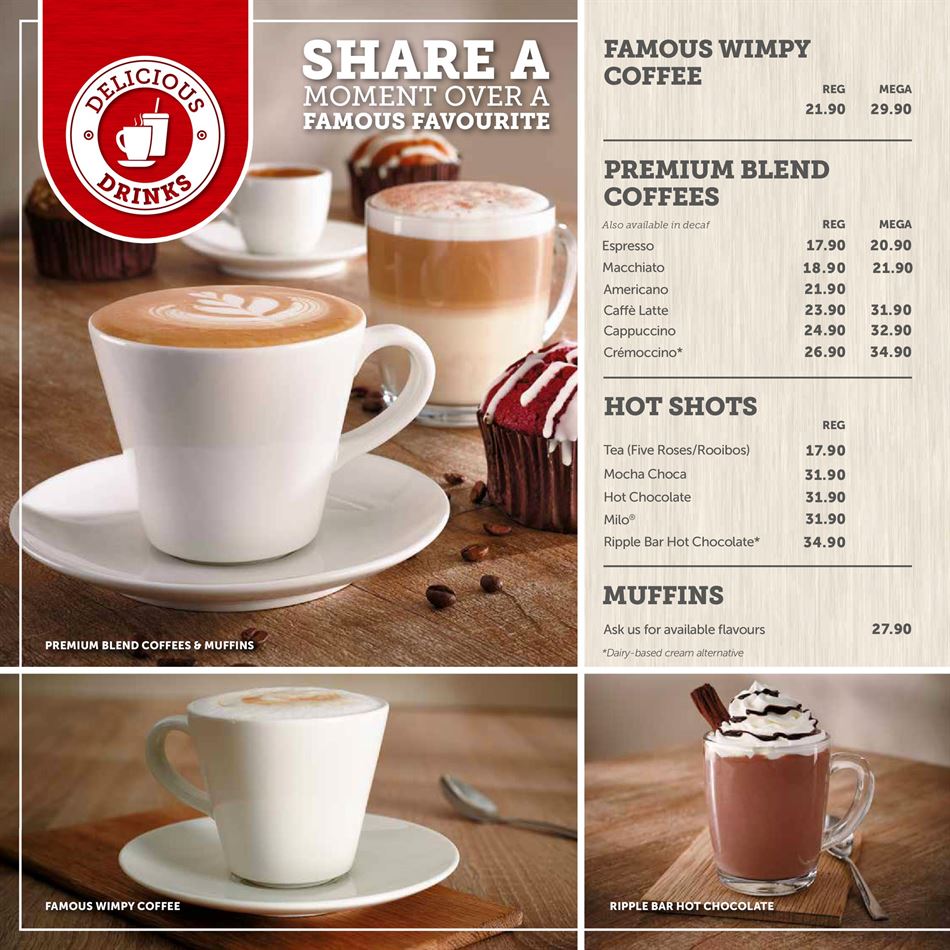 DELICIOUS
DRINKS
SHARE A
MOMENT OVER A
FAMOUS FAVOURITE
PREMIUM BLEND COFFEES & MUFFINS
FAMOUS WIMPY
COFFEE
REG MEGA
21.90 29.90
PREMIUM BLEND
COFFEES
Also available in decaf REG MEGA
Espresso 17.90 20.90
Macchiato 18.90 21.90
Americano 21.90
Caffè Latte 23.90 31.90
Cappuccino 24.90 32.90
Crémoccino* 26.90 34.90
HOT SHOTS
REG
Tea (Five Roses/Rooibos) 17.90
Mocha Choca 31.90
Hot Chocolate 31.90
Milo® 31.90
Ripple Bar Hot Chocolate* 34.90
MUFFINS
Ask us for available flavours 27.90
*Dairy-based cream alternative
FAMOUS WIMPY COFFEE
RIPPLE BAR HOT CHOCOLATE